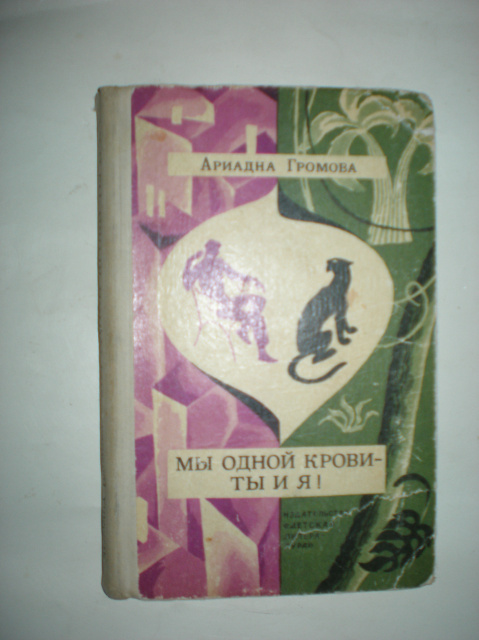 АРИАДНА ГРОМОВА
МЫ ОДНОЙ КРОВИ-
ТЫ И Я!